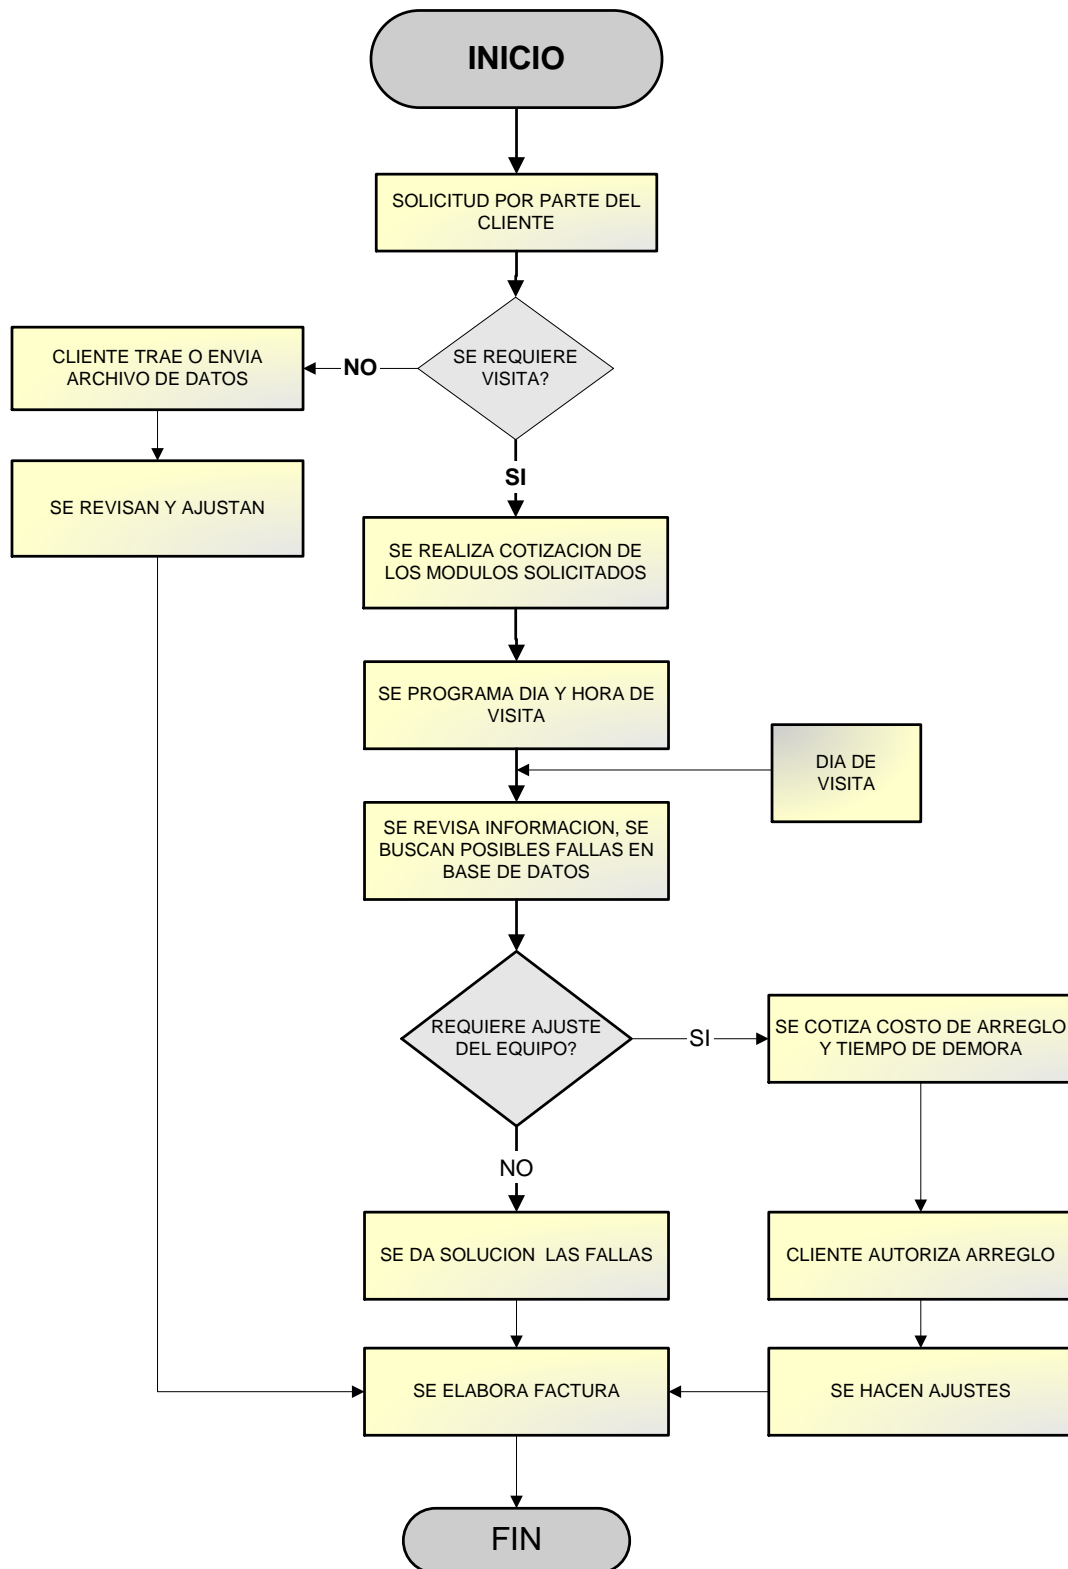 INICIO
SOLICITUD POR PARTE DEL
CLIENTE
SE REQUIERE
VISITA?
NO
CLIENTE TRAE O ENVIA
ARCHIVO DE DATOS
SE REVISAN Y AJUSTAN
SI
SE REALIZA COTIZACION DE
LOS MODULOS SOLICITADOS
SE PROGRAMA DIA Y HORA DE
VISITA
DIA DE
VISITA
SE REVISA INFORMACION, SE
BUSCAN POSIBLES FALLAS EN
BASE DE DATOS
REQUIERE AJUSTE
DEL EQUIPO?
SI
SE COTIZA COSTO DE ARREGLO
Y TIEMPO DE DEMORA
NO
SE DA SOLUCION  LAS FALLAS
CLIENTE AUTORIZA ARREGLO
SE ELABORA FACTURA
SE HACEN AJUSTES
FIN